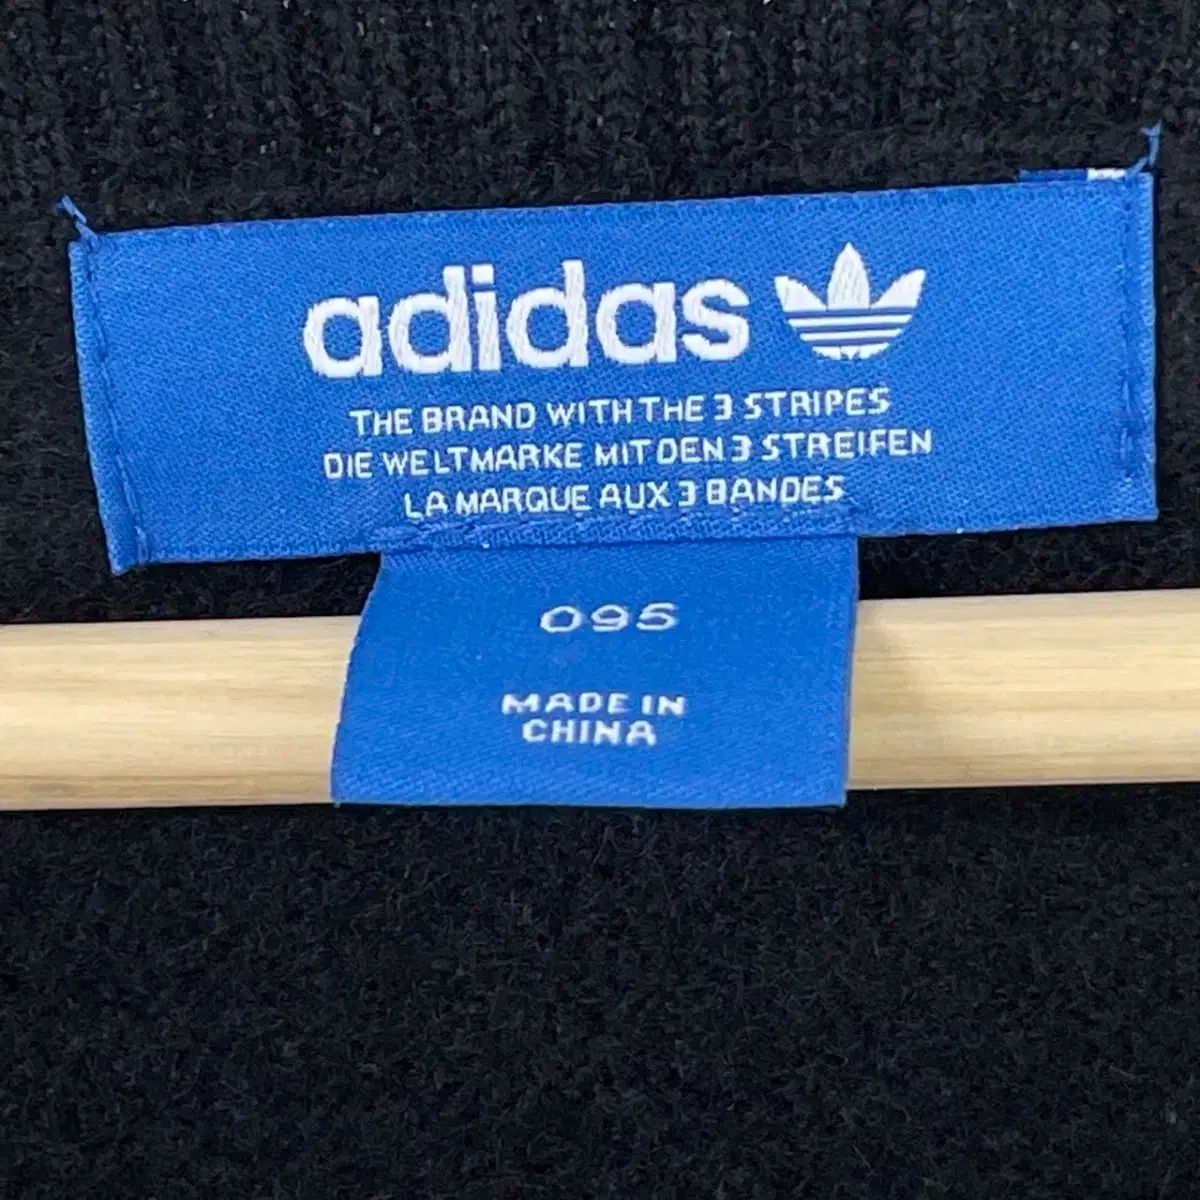 adidas
THE BRAND WITH THE 3 STRIPES
DIE WELTMARKE MIT DEN 3 STREIFEN
LA MARQUE AUX 3 BANDES
095
MADE IN
CHINA